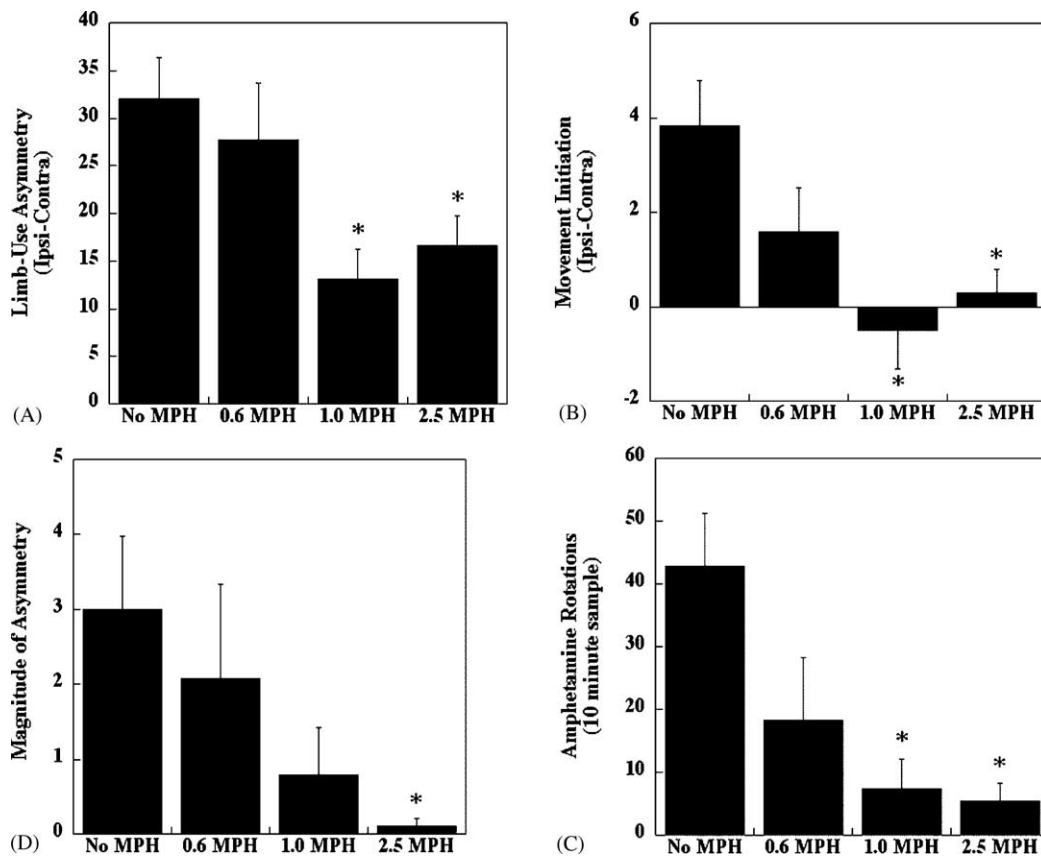 Limb-Use Asymmetry
(Ipsi-Contra)
40
35
30
25
20
15
10
5
0
*
*
No MPH 0.6 MPH 1.0 MPH 2.5 MPH
(A)
Movement Initiation
(Ipsi-Contra)
6
4
2
0
-2
*
*
No MPH 0.6 MPH 1.0 MPH 2.5 MPH
(B)
Magnitude of Asymmetry
5
4
3
2
1
0
*
No MPH 0.6 MPH 1.0 MPH 2.5 MPH
(D)
Amphetamine Rotations
(10 minute sample)
60
50
40
30
20
10
0
*
*
No MPH 0.6 MPH 1.0 MPH 2.5 MPH
(C)